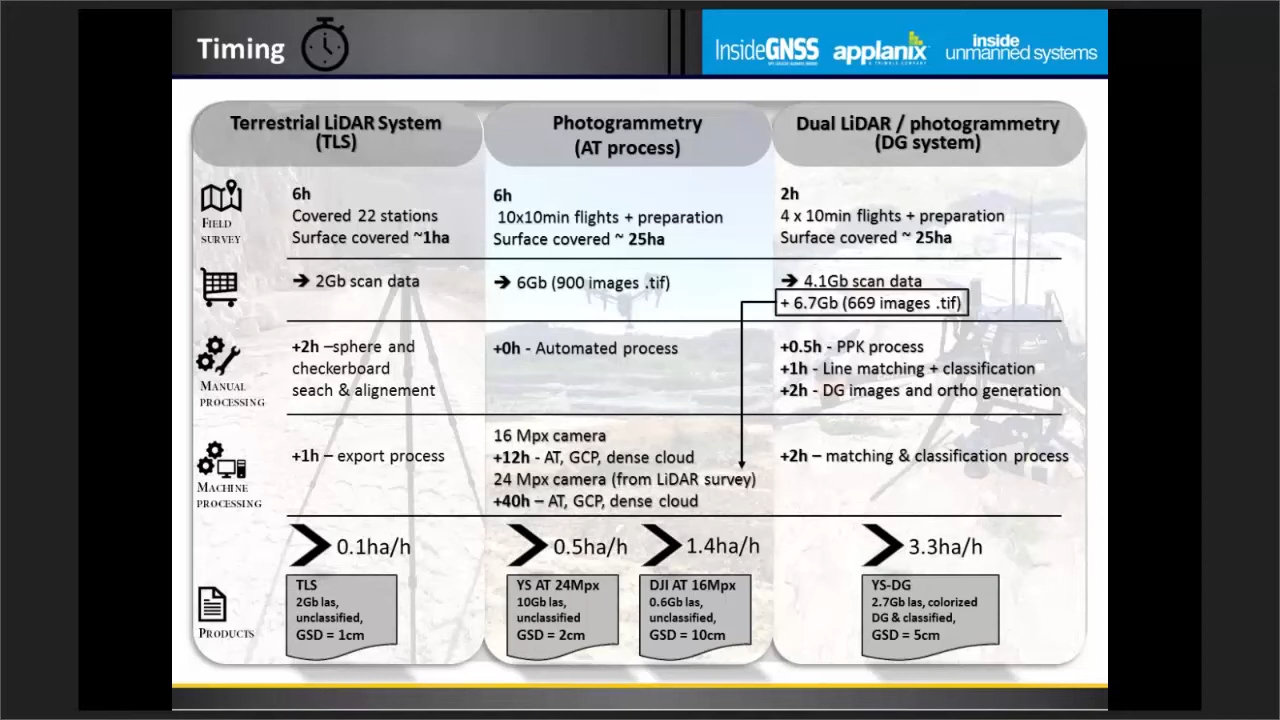 Timing
InsideGNSS
applanix
A TRIMBLE COMPANY
inside
unmanned systems
Terrestrial LiDAR System
(TLS)
Photogrammetry
(AT process)
Dual LiDAR / photogrammetry
(DG system)
FIELD
SURVEY
6h
Covered 22 stations
Surface covered ~1ha
6h
10x10min flights + preparation
Surface covered ~ 25ha
2h
4 x 10min flights + preparation
Surface covered ~ 25ha
➔ 2Gb scan data
➔ 6Gb (900 images .tif)
➔ 4.1Gb scan data
+ 6.7Gb (669 images .tif)
MANUAL
PROCESSING
+2h –sphere and
checkerboard
seach & alignement
+0h - Automated process
+0.5h - PPK process
+1h - Line matching + classification
+2h - DG images and ortho generation
MACHINE
PROCESSING
+1h – export process
16 Mpx camera
+12h - AT, GCP, dense cloud
24 Mpx camera (from LiDAR survey)
+40h – AT, GCP, dense cloud
+2h – matching & classification process
0.1ha/h
0.5ha/h
1.4ha/h
3.3ha/h
PRODUCTS
TLS
2Gb las,
unclassified,
GSD = 1cm
YS AT 24Mpx
10Gb las,
unclassified
GSD = 2cm
DJI AT 16Mpx
0.6Gb las,
unclassified,
GSD = 10cm
YS-DG
2.7Gb las, colorized
DG & classified,
GSD = 5cm